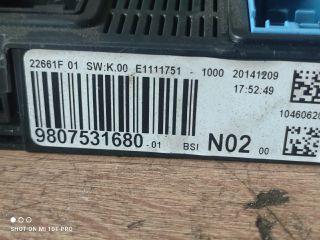 22661F 01 SW:K.00 E1111751 - 1000 20141209
17:52:49
9807531680-01 BSI N02 00
SHOT ON MI 10T PRO